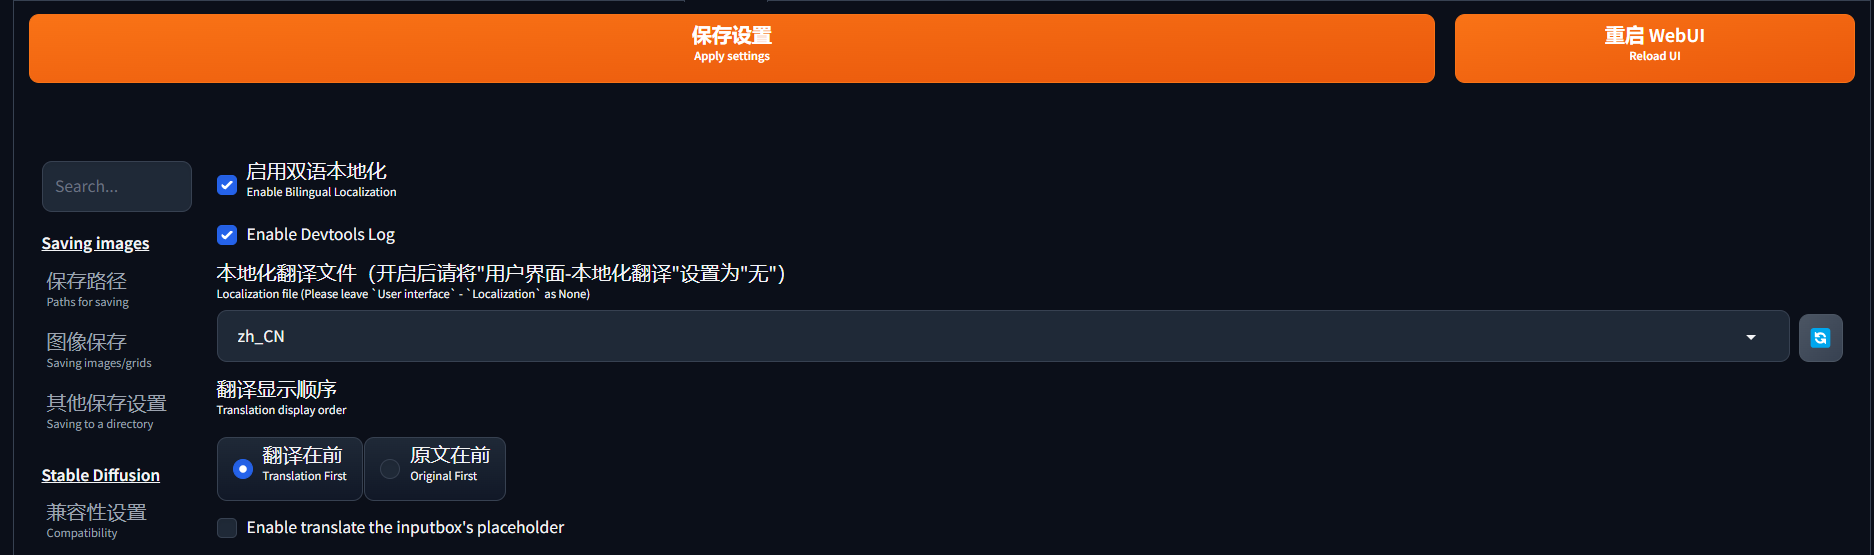 保存设置
Apply settings
重启 WebUI
Reload UI
Search...
Saving images
保存路径
Paths for saving
图像保存
Saving images/grids
其他保存设置
Saving to a directory
Stable Diffusion
兼容性设置
Compatibility
启用双语本地化
Enable Bilingual Localization
Enable Devtools Log
本地化翻译文件（开启后请将"用户界面-本地化翻译"设置为"无"）
Localization file (Please leave `User interface` - `Localization` as None)
zh_CN
翻译显示顺序
Translation display order
翻译在前
Translation First
原文在前
Original First
Enable translate the inputbox's placeholder